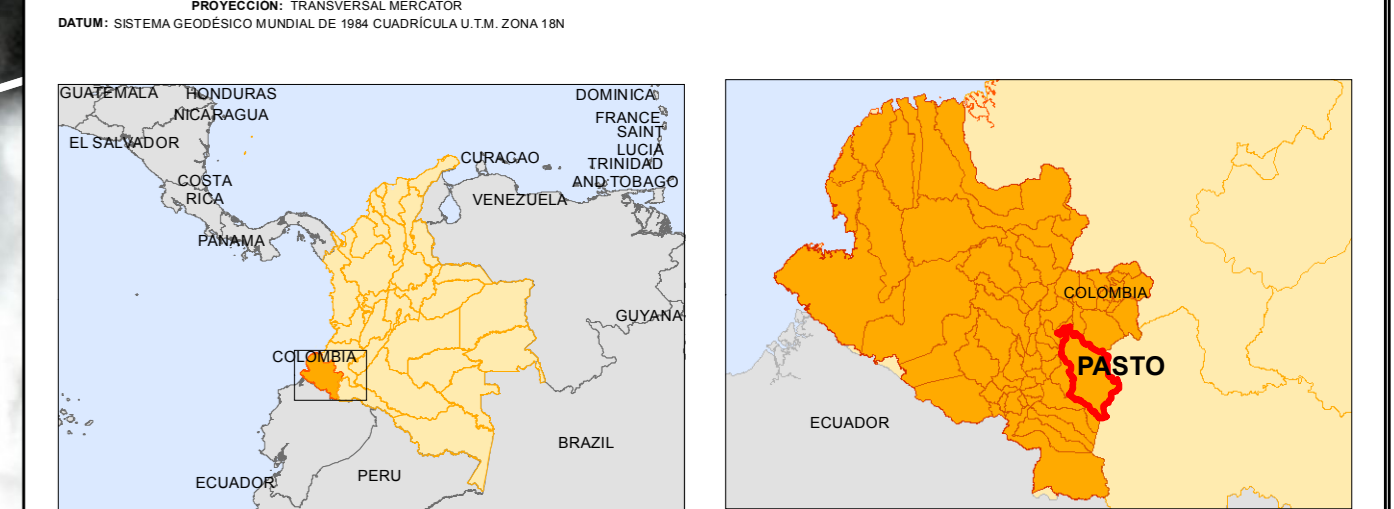 PROYECCIÓN: TRANSVERSAL MERCATOR
DATUM: SISTEMA GEODÉSICO MUNDIAL DE 1984 CUADRÍCULA U.T.M. ZONA 18N
GUATEMALA
HONDURAS
NICARAGUA
EL SALVADOR
COSTA
RICA
PANAMA
DOMINICA
FRANCE
SAINT
LUCIA
TRINIDAD
AND TOBAGO
CURACAO
VENEZUELA
GUYANA
COLOMBIA
BRAZIL
ECUADOR
PERU
COLOMBIA
PASTO
ECUADOR